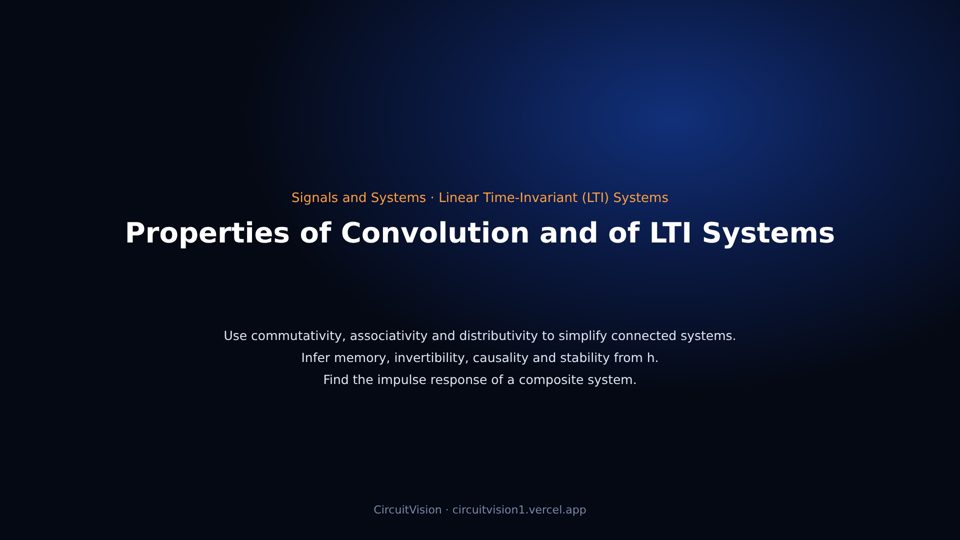 Signals and Systems · Linear Time-Invariant (LTI) Systems
Properties of Convolution and of LTI Systems
Use commutativity, associativity and distributivity to simplify connected systems.
Infer memory, invertibility, causality and stability from h.
Find the impulse response of a composite system.
CircuitVision · circuitvision1.vercel.app